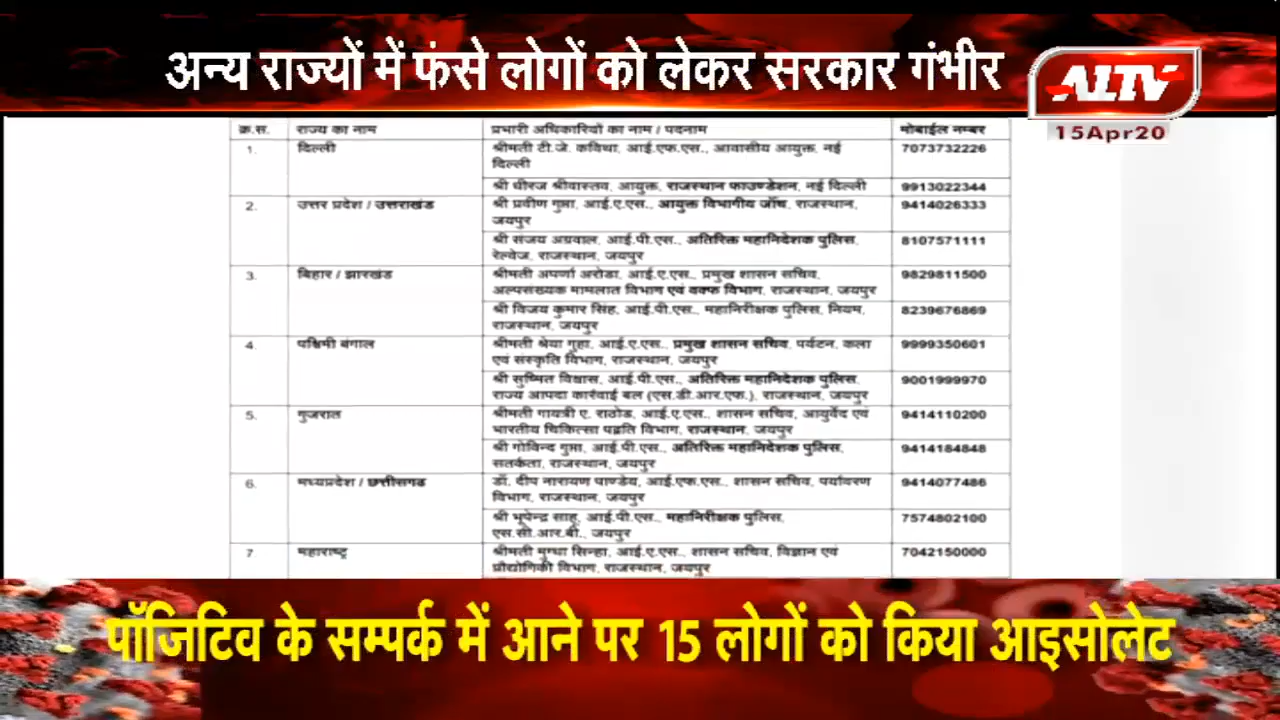 अन्य राज्यों में फंसे लोगों को लेकर सरकार गंभीर
ALTV
15Apr20
क्र.स. राज्य का नाम प्रभारी अधिकारियों का नाम / पदनाम मोबाईल नम्बर
1. दिल्ली श्रीमती टी.जे. कविथा, आई.एफ.एस., आवासीय आयुक्त, नई 7073732226
दिल्ली
श्री धीरज श्रीवास्तव, आयुक्त, राजस्थान फाउण्डेशन, नई दिल्ली 9913022344
2. उत्तर प्रदेश / उत्तराखंड श्री प्रवीण गुप्ता, आई.ए.एस., आयुक्त विभागीय जाँच, राजस्थान, 9414026333
जयपुर
श्री संजय अग्रवाल, आई.पी.एस., अतिरिक्त महानिदेशक पुलिस, 8107571111
रेल्वेज, राजस्थान, जयपुर
3. बिहार / झारखंड श्रीमती अपर्णा अरोडा, आई.ए.एस., प्रमुख शासन सचिव, 9829811500
अल्पसंख्यक मामलात विभाग एवं वक्फ विभाग, राजस्थान, जयपुर
श्री विजय कुमार सिंह, आई.पी.एस., महानिरीक्षक पुलिस, नियम, 8239676869
राजस्थान, जयपुर
4. पश्चिमी बंगाल श्रीमती श्रेया गुहा, आई.ए.एस., प्रमुख शासन सचिव, पर्यटन, कला 9999350601
एवं संस्कृति विभाग, राजस्थान, जयपुर
श्री सुष्मित विश्वास, आई.पी.एस., अतिरिक्त महानिदेशक पुलिस, 9001999970
राज्य आपदा कार्रवाई बल (एस.डी.आर.एफ.), राजस्थान, जयपुर
5. गुजरात श्रीमती गायत्री ए. राठोड, आई.ए.एस., शासन सचिव, आयुर्वेद एवं 9414110200
भारतीय चिकित्सा पद्वति विभाग, राजस्थान, जयपुर
श्री गोविन्द गुप्ता, आई.पी.एस., अतिरिक्त महानिदेशक पुलिस, 9414184848
सतर्कता, राजस्थान, जयपुर
6. मध्यप्रदेश / छत्तीसगढ डॉ. दीप नारायण पाण्डेय, आई.एफ.एस., शासन सचिव, पर्यावरण 9414077486
विभाग, राजस्थान, जयपुर
श्री भूपेन्द्र साहू, आई.पी.एस., महानिरीक्षक पुलिस, 7574802100
एस.सी.आर.बी., जयपुर
7 महाराष्ट्र श्रीमती मुग्धा सिन्हा, आई.ए.एस., शासन सचिव, विज्ञान एवं 7042150000
प्रौद्योगिकी विभाग, राजस्थान, जयपुर
पॉजिटिव के सम्पर्क में आने पर 15 लोगों को किया आइसोलेट